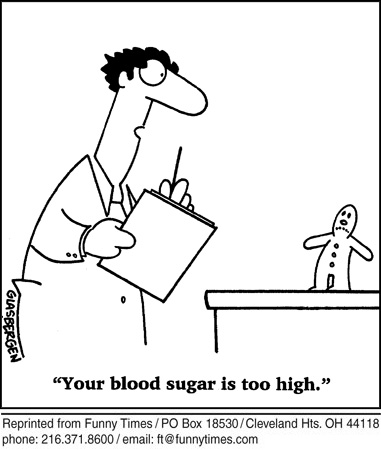 GLASBERGEN
“Your blood sugar is too high.”
Reprinted from Funny Times / PO Box 18530 / Cleveland Hts. OH 44118
phone: 216.371.8600 / email: ft@funnytimes.com